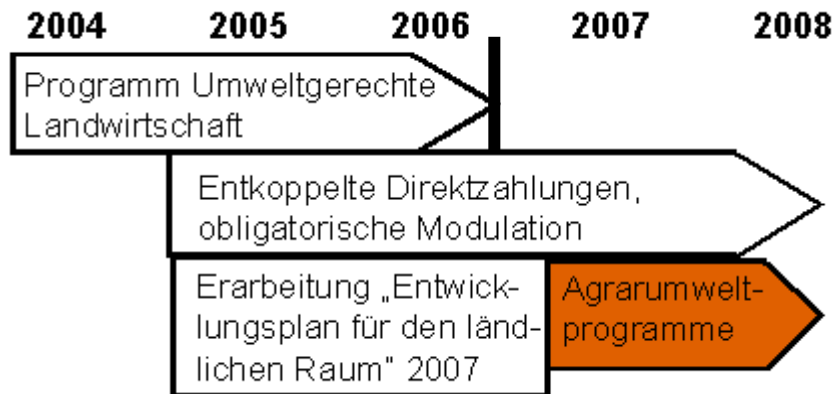 2004 2005 2006 2007 2008
Programm Umweltgerechte
Landwirtschaft
Entkoppelte Direktzahlungen,
obligatorische Modulation
Erarbeitung „Entwick-
lungsplan für den länd-
lichen Raum" 2007
Agrarumwelt-
programme